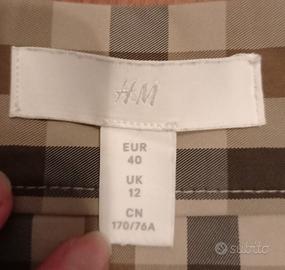 H&M
EUR
40
UK
12
CN
170/76A
subito